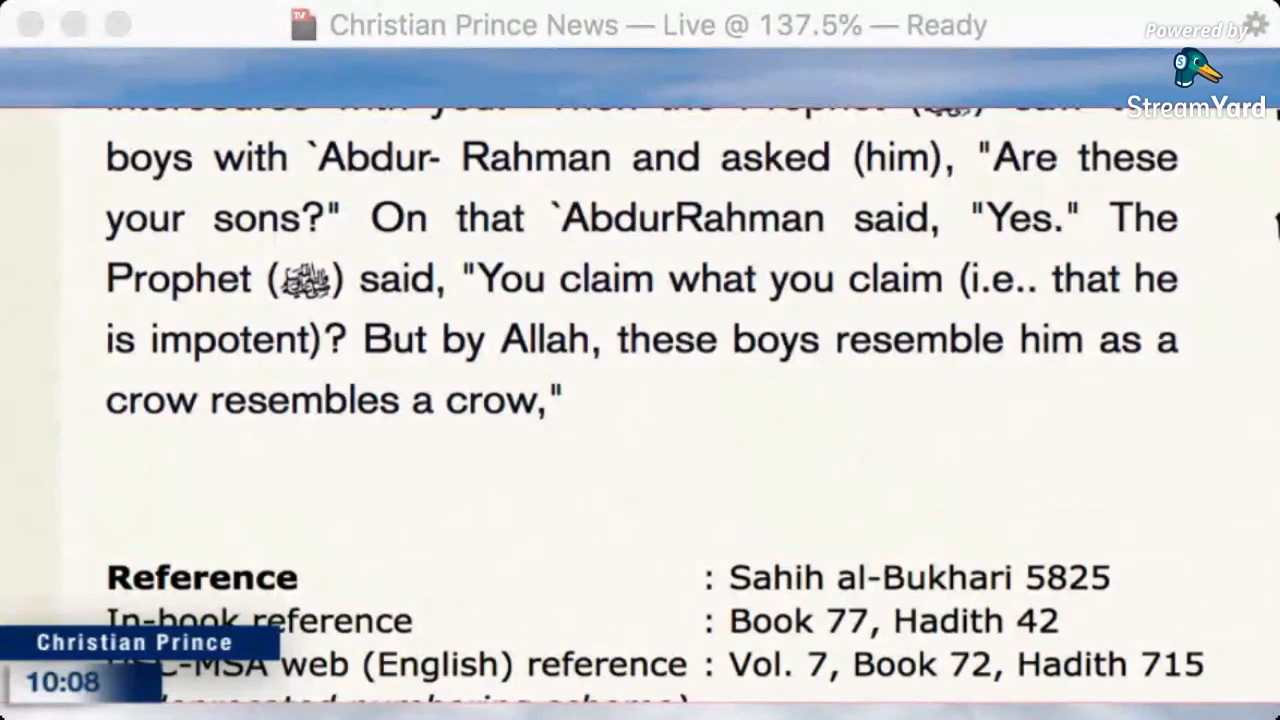 Christian Prince News — Live @ 137.5% — Ready
Powered by
StreamYard
boys with `Abdur- Rahman and asked (him), "Are these
your sons?" On that `AbdurRahman said, "Yes." The
Prophet (ﷺ) said, "You claim what you claim (i.e.. that he
is impotent)? But by Allah, these boys resemble him as a
crow resembles a crow,"
Reference : Sahih al-Bukhari 5825
In-book reference : Book 77, Hadith 42
-MSA web (English) reference : Vol. 7, Book 72, Hadith 715
Christian Prince
10:08